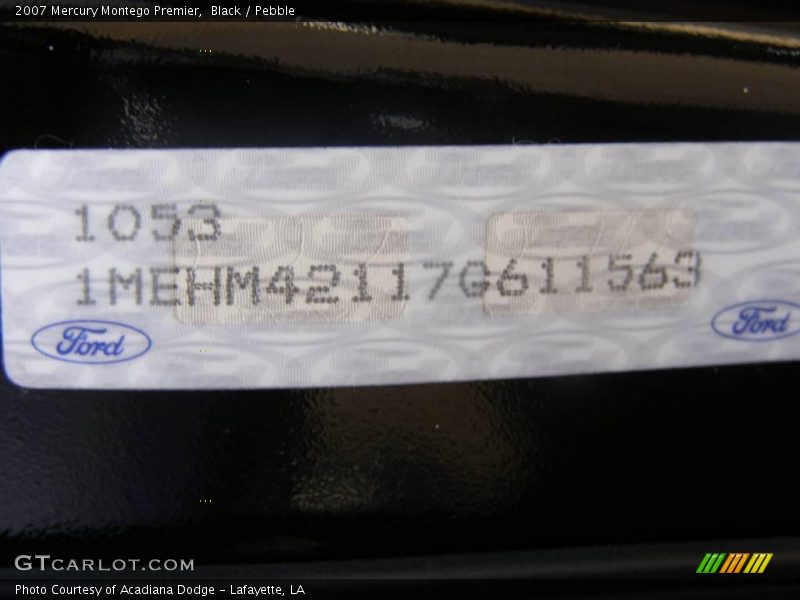 2007 Mercury Montego Premier, Black / Pebble
1053
1MEHM42117G611563
Ford
Ford
GTCARLOT.COM
Photo Courtesy of Acadiana Dodge - Lafayette, LA